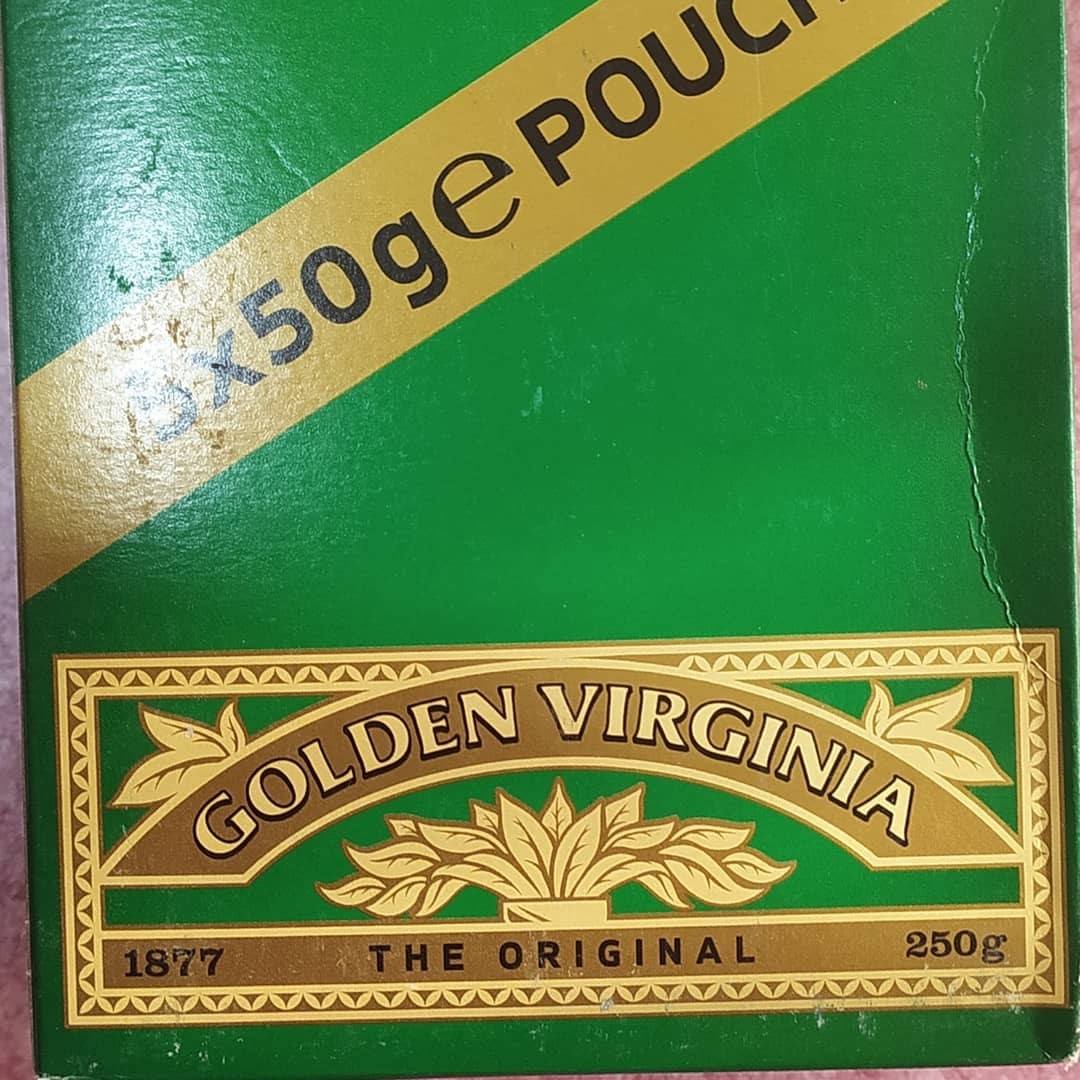 5x50g℮ POUCH
GOLDEN VIRGINIA
1877 THE ORIGINAL 250g